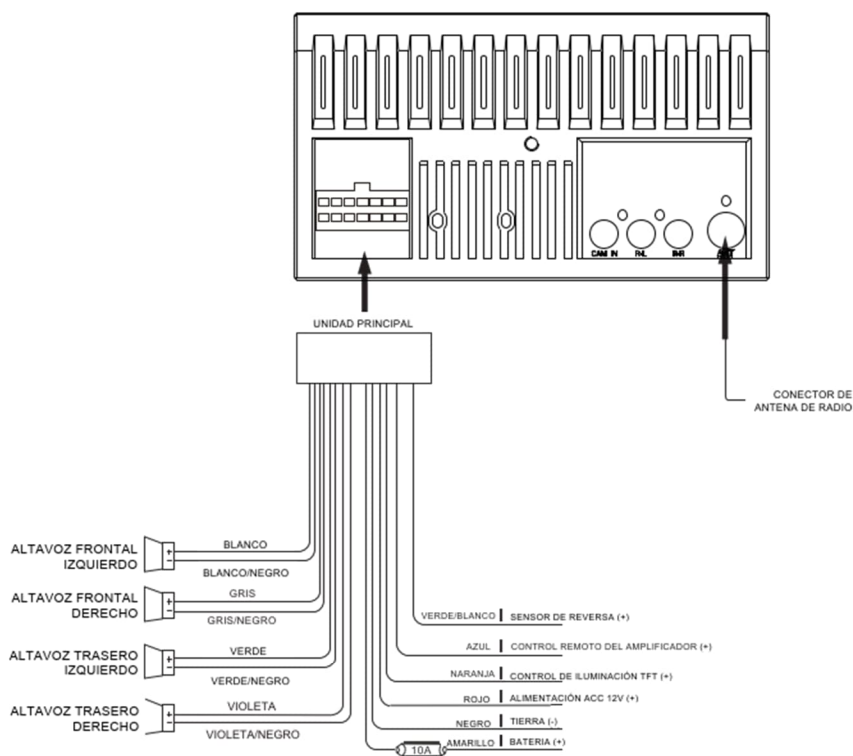 CAM IN
R-L
R-R
UNIDAD PRINCIPAL
CONECTOR DE
ANTENA DE RADIO
ALTAVOZ FRONTAL
IZQUIERDO
+
-
BLANCO
BLANCO/NEGRO
ALTAVOZ FRONTAL
DERECHO
+
-
GRIS
GRIS/NEGRO
ALTAVOZ TRASERO
IZQUIERDO
+
-
VERDE
VERDE/NEGRO
ALTAVOZ TRASERO
DERECHO
+
-
VIOLETA
VIOLETA/NEGRO
VERDE/BLANCO SENSOR DE REVERSA (+)
AZUL CONTROL REMOTO DEL AMPLIFICADOR (+)
NARANJA CONTROL DE ILUMINACIÓN TFT (+)
ROJO ALIMENTACIÓN ACC 12V (+)
NEGRO TIERRA (-)
10A AMARILLO BATERIA (+)